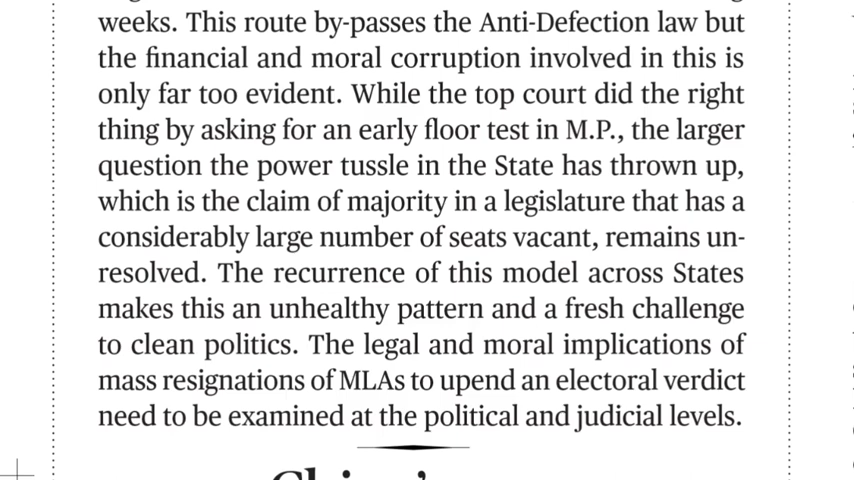 weeks. This route by-passes the Anti-Defection law but
the financial and moral corruption involved in this is
only far too evident. While the top court did the right
thing by asking for an early floor test in M.P., the larger
question the power tussle in the State has thrown up,
which is the claim of majority in a legislature that has a
considerably large number of seats vacant, remains un-
resolved. The recurrence of this model across States
makes this an unhealthy pattern and a fresh challenge
to clean politics. The legal and moral implications of
mass resignations of MLAs to upend an electoral verdict
need to be examined at the political and judicial levels.